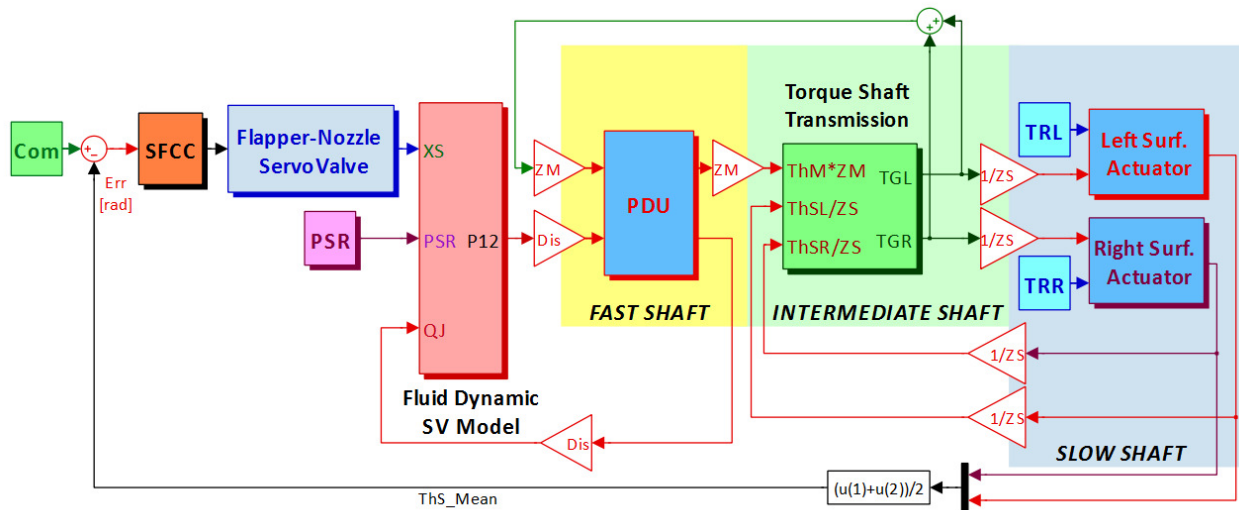 Com
Err
[rad]
SFCC
Flapper-Nozzle
Servo Valve
PSR
XS
PSR
P12
QJ
Fluid Dynamic
SV Model
ZM
Dis
Dis
PDU
ZM
FAST SHAFT
Torque Shaft
Transmission
ThM*ZM
ThSL/ZS
ThSR/ZS
TGL
TGR
INTERMEDIATE SHAFT
1/ZS
1/ZS
1/ZS
1/ZS
TRL
Left Surf.
Actuator
Right Surf.
Actuator
TRR
SLOW SHAFT
(u(1)+u(2))/2
ThS_Mean